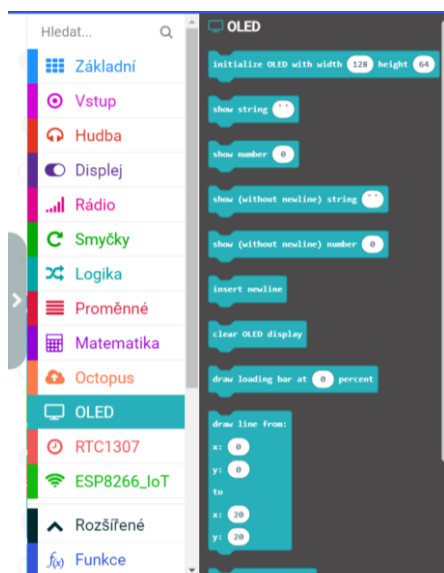 Hledat...
Základní
Vstup
Hudba
Displej
Rádio
Smyčky
Logika
Proměnné
Matematika
Octopus
OLED
RTC1307
ESP8266_IoT
Rozšířené
f(x) Funkce
OLED
initialize OLED with width 128 height 64
show string " "
show number 0
show (without newline) string " "
show (without newline) number 0
insert newline
clear OLED display
draw loading bar at 0 percent
draw line from:
x: 0
y: 0
to
x: 20
y: 20